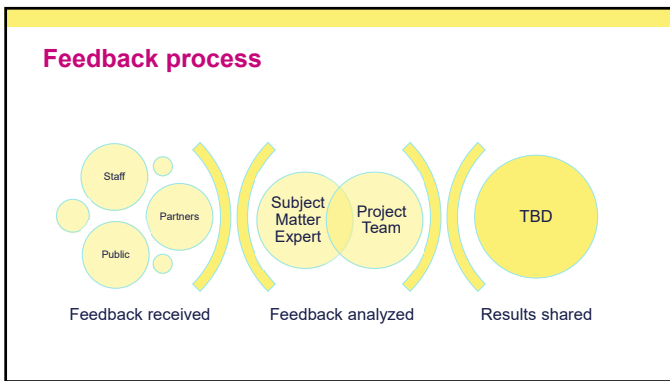 Feedback process
Staff
Partners
Public
Subject
Matter
Expert
Project
Team
TBD
Feedback received
Feedback analyzed
Results shared